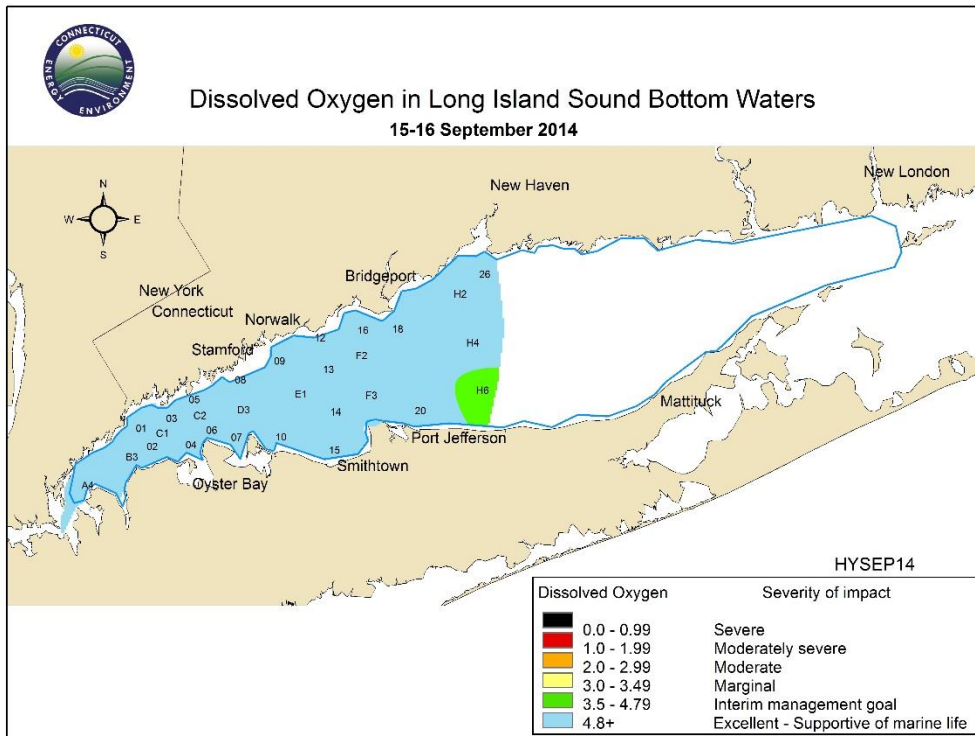 CONNECTICUT
ENERGY ENVIRONMENT
Dissolved Oxygen in Long Island Sound Bottom Waters
15-16 September 2014
New London
New Haven
N
W E
S
26
Bridgeport
H2
New York
Connecticut
Norwalk
16
18
12
H4
Stamford
F2
09
13
08
H6
E1
F3
05
Mattituck
03
C2
D3
14
20
01
C1
06
07
10
Port Jefferson
02
04
15
B3
Smithtown
A4
Oyster Bay
HYSEP14
Dissolved Oxygen Severity of impact
0.0 - 0.99 Severe
1.0 - 1.99 Moderately severe
2.0 - 2.99 Moderate
3.0 - 3.49 Marginal
3.5 - 4.79 Interim management goal
4.8+ Excellent - Supportive of marine life